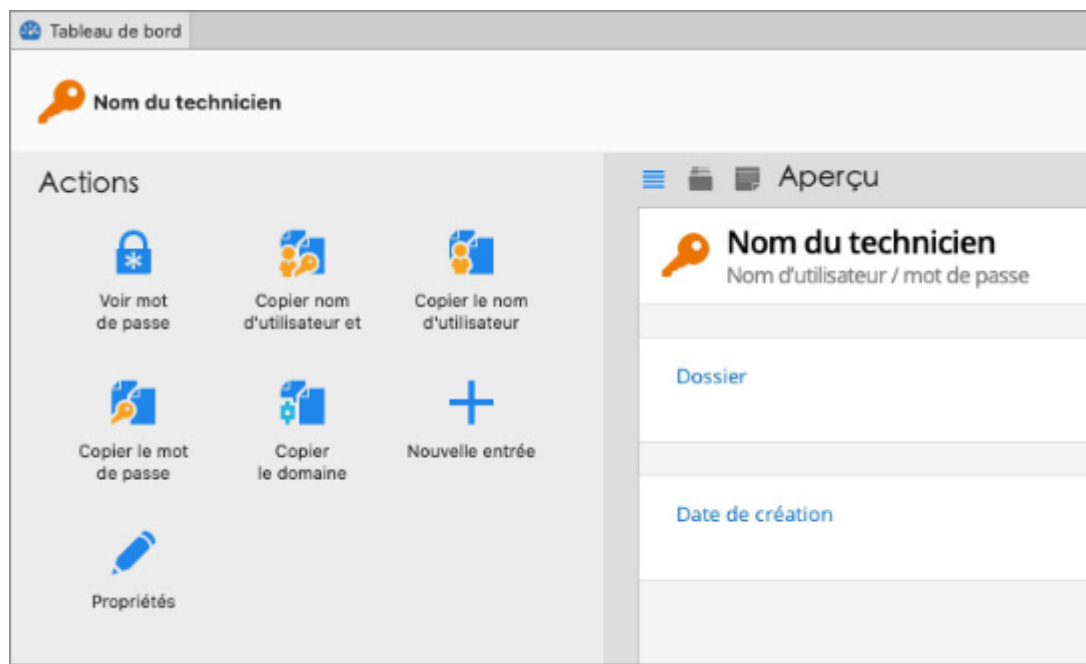 Tableau de bord
Nom du technicien
Actions
Voir mot
de passe
Copier nom
d'utilisateur et
Copier le nom
d'utilisateur
Copier le mot
de passe
Copier
le domaine
Nouvelle entrée
Propriétés
Aperçu
Nom du technicien
Nom d'utilisateur / mot de passe
Dossier
Date de création